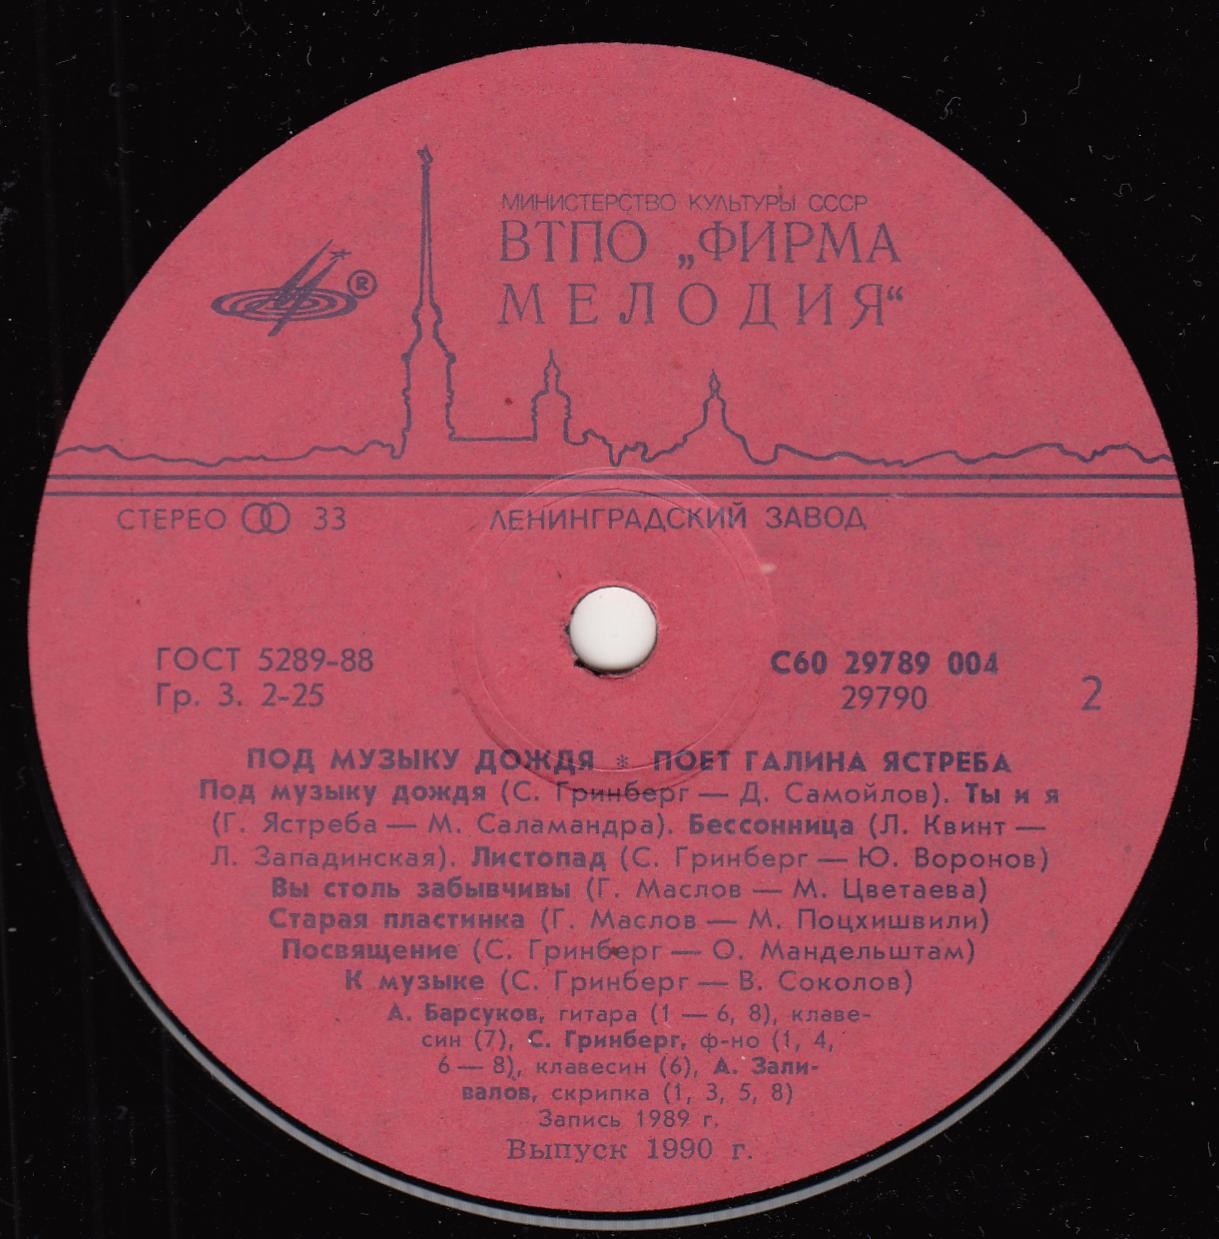 МИНИСТЕРСТВО КУЛЬТУРЫ СССР
ВТПО „ФИРМА
МЕЛОДИЯ“
®
СТЕРЕО 33
ЛЕНИНГРАДСКИЙ ЗАВОД
ГОСТ 5289-88
Гр. 3. 2-25
С60 29789 004
29790
2
ПОД МУЗЫКУ ДОЖДЯ * ПОЕТ ГАЛИНА ЯСТРЕБА
Под музыку дождя (С. Гринберг — Д. Самойлов). Ты и я
(Г. Ястреба — М. Саламандра). Бессонница (Л. Квинт —
Л. Западинская). Листопад (С. Гринберг — Ю. Воронов)
Вы столь забывчивы (Г. Маслов — М. Цветаева)
Старая пластинка (Г. Маслов — М. Поцхишвили)
Посвящение (С. Гринберг — О. Мандельштам)
К музыке (С. Гринберг — В. Соколов)
А. Барсуков, гитара (1 — 6, 8), клаве-
син (7), С. Гринберг, ф-но (1, 4,
6 — 8), клавесин (6), А. Зали-
валов, скрипка (1, 3, 5, 8)
Запись 1989 г.
Выпуск 1990 г.